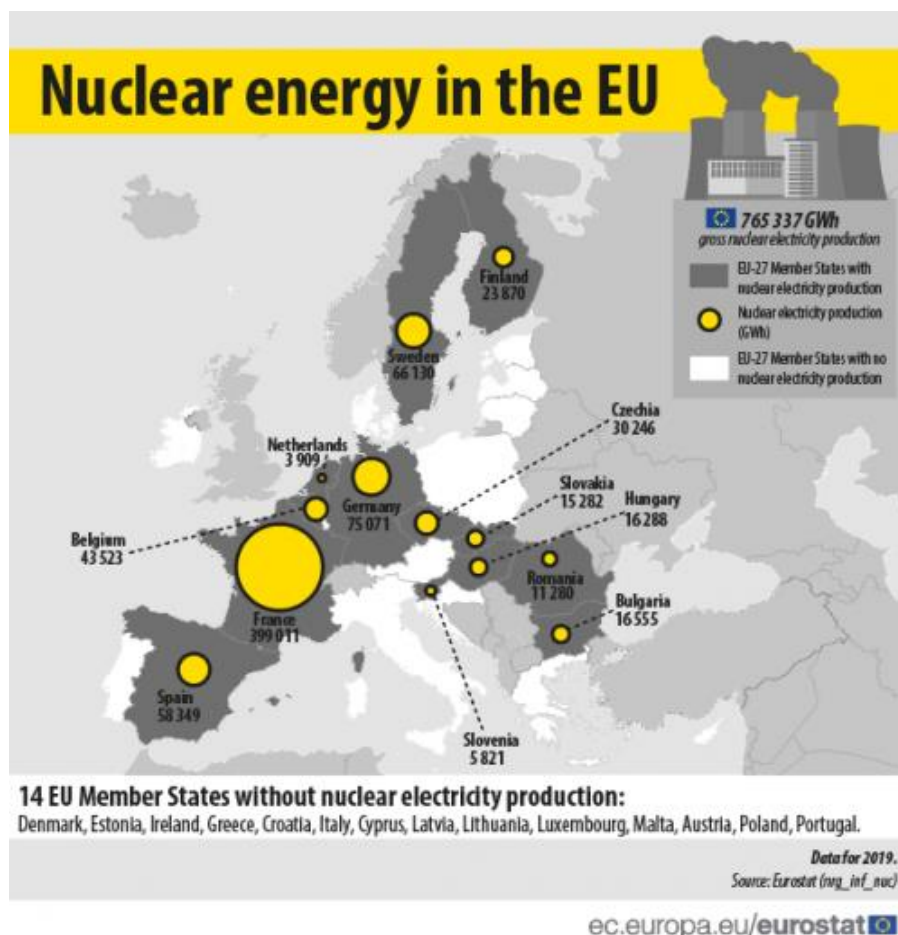 Nuclear energy in the EU
765 337 GWh
gross nuclear electricity production
EU-27 Member States with
nuclear electricity production
Nuclear electricity production
(GWh)
EU-27 Member States with no
nuclear electricity production
Finland
23 870
Sweden
66 130
Czechia
30 246
Netherlands
3 909
Slovakia
15 282
Hungary
16 288
Germany
75 071
Belgium
43 523
Romania
11 280
Bulgaria
16 555
France
399 011
Spain
58 349
Slovenia
5 821
14 EU Member States without nuclear electricity production:
Denmark, Estonia, Ireland, Greece, Croatia, Italy, Cyprus, Latvia, Lithuania, Luxembourg, Malta, Austria, Poland, Portugal.
Data for 2019.
Source: Eurostat (nrg_inf_nuc)
ec.europa.eu/eurostat